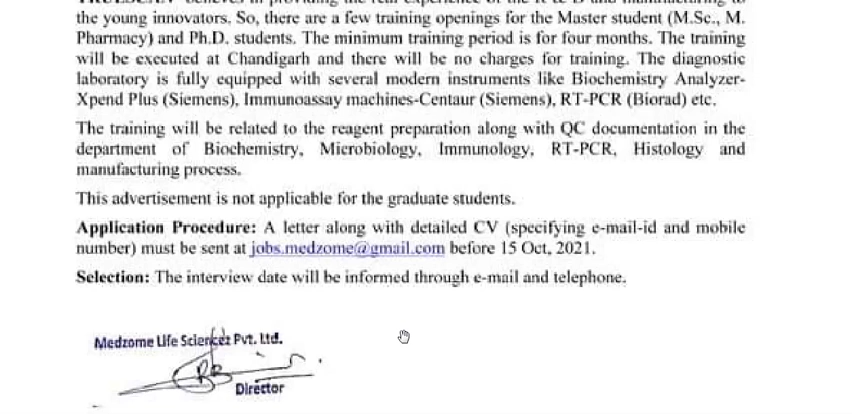 the young innovators. So, there are a few training openings for the Master student (M.Sc., M.
Pharmacy) and Ph.D. students. The minimum training period is for four months. The training
will be executed at Chandigarh and there will be no charges for training. The diagnostic
laboratory is fully equipped with several modern instruments like Biochemistry Analyzer-
Xpend Plus (Siemens), Immunoassay machines-Centaur (Siemens), RT-PCR (Biorad) etc.
The training will be related to the reagent preparation along with QC documentation in the
department of Biochemistry, Microbiology, Immunology, RT-PCR, Histology and
manufacturing process.
This advertisement is not applicable for the graduate students.
Application Procedure: A letter along with detailed CV (specifying e-mail-id and mobile
number) must be sent at jobs.medzome@gmail.com before 15 Oct, 2021.
Selection: The interview date will be informed through e-mail and telephone.
Medzome Life Sciencez Pvt. Ltd.
Director